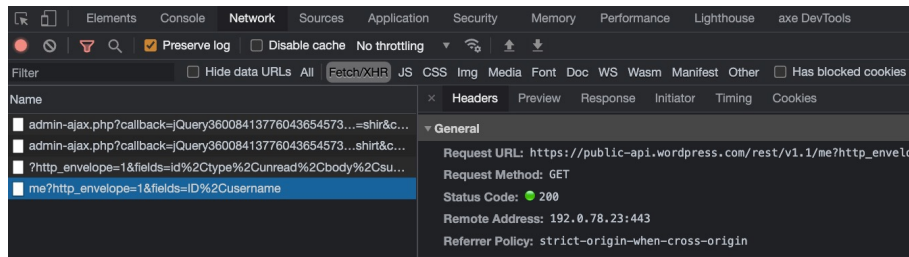 Elements Console Network Sources Application Security Memory Performance Lighthouse axe DevTools
Preserve log Disable cache No throttling
Filter Hide data URLs All Fetch/XHR JS CSS Img Media Font Doc WS Wasm Manifest Other Has blocked cookies
Name
admin-ajax.php?callback=jQuery36008413776043654573...=shir&c...
admin-ajax.php?callback=jQuery36008413776043654573...=shirt&c...
?http_envelope=1&fields=id%2Ctype%2Cunread%2Cbody%2Csu...
me?http_envelope=1&fields=ID%2Cusername
× Headers Preview Response Initiator Timing Cookies
General
Request URL: https://public-api.wordpress.com/rest/v1.1/me?http_envelo
Request Method: GET
Status Code: 200
Remote Address: 192.0.78.23:443
Referrer Policy: strict-origin-when-cross-origin